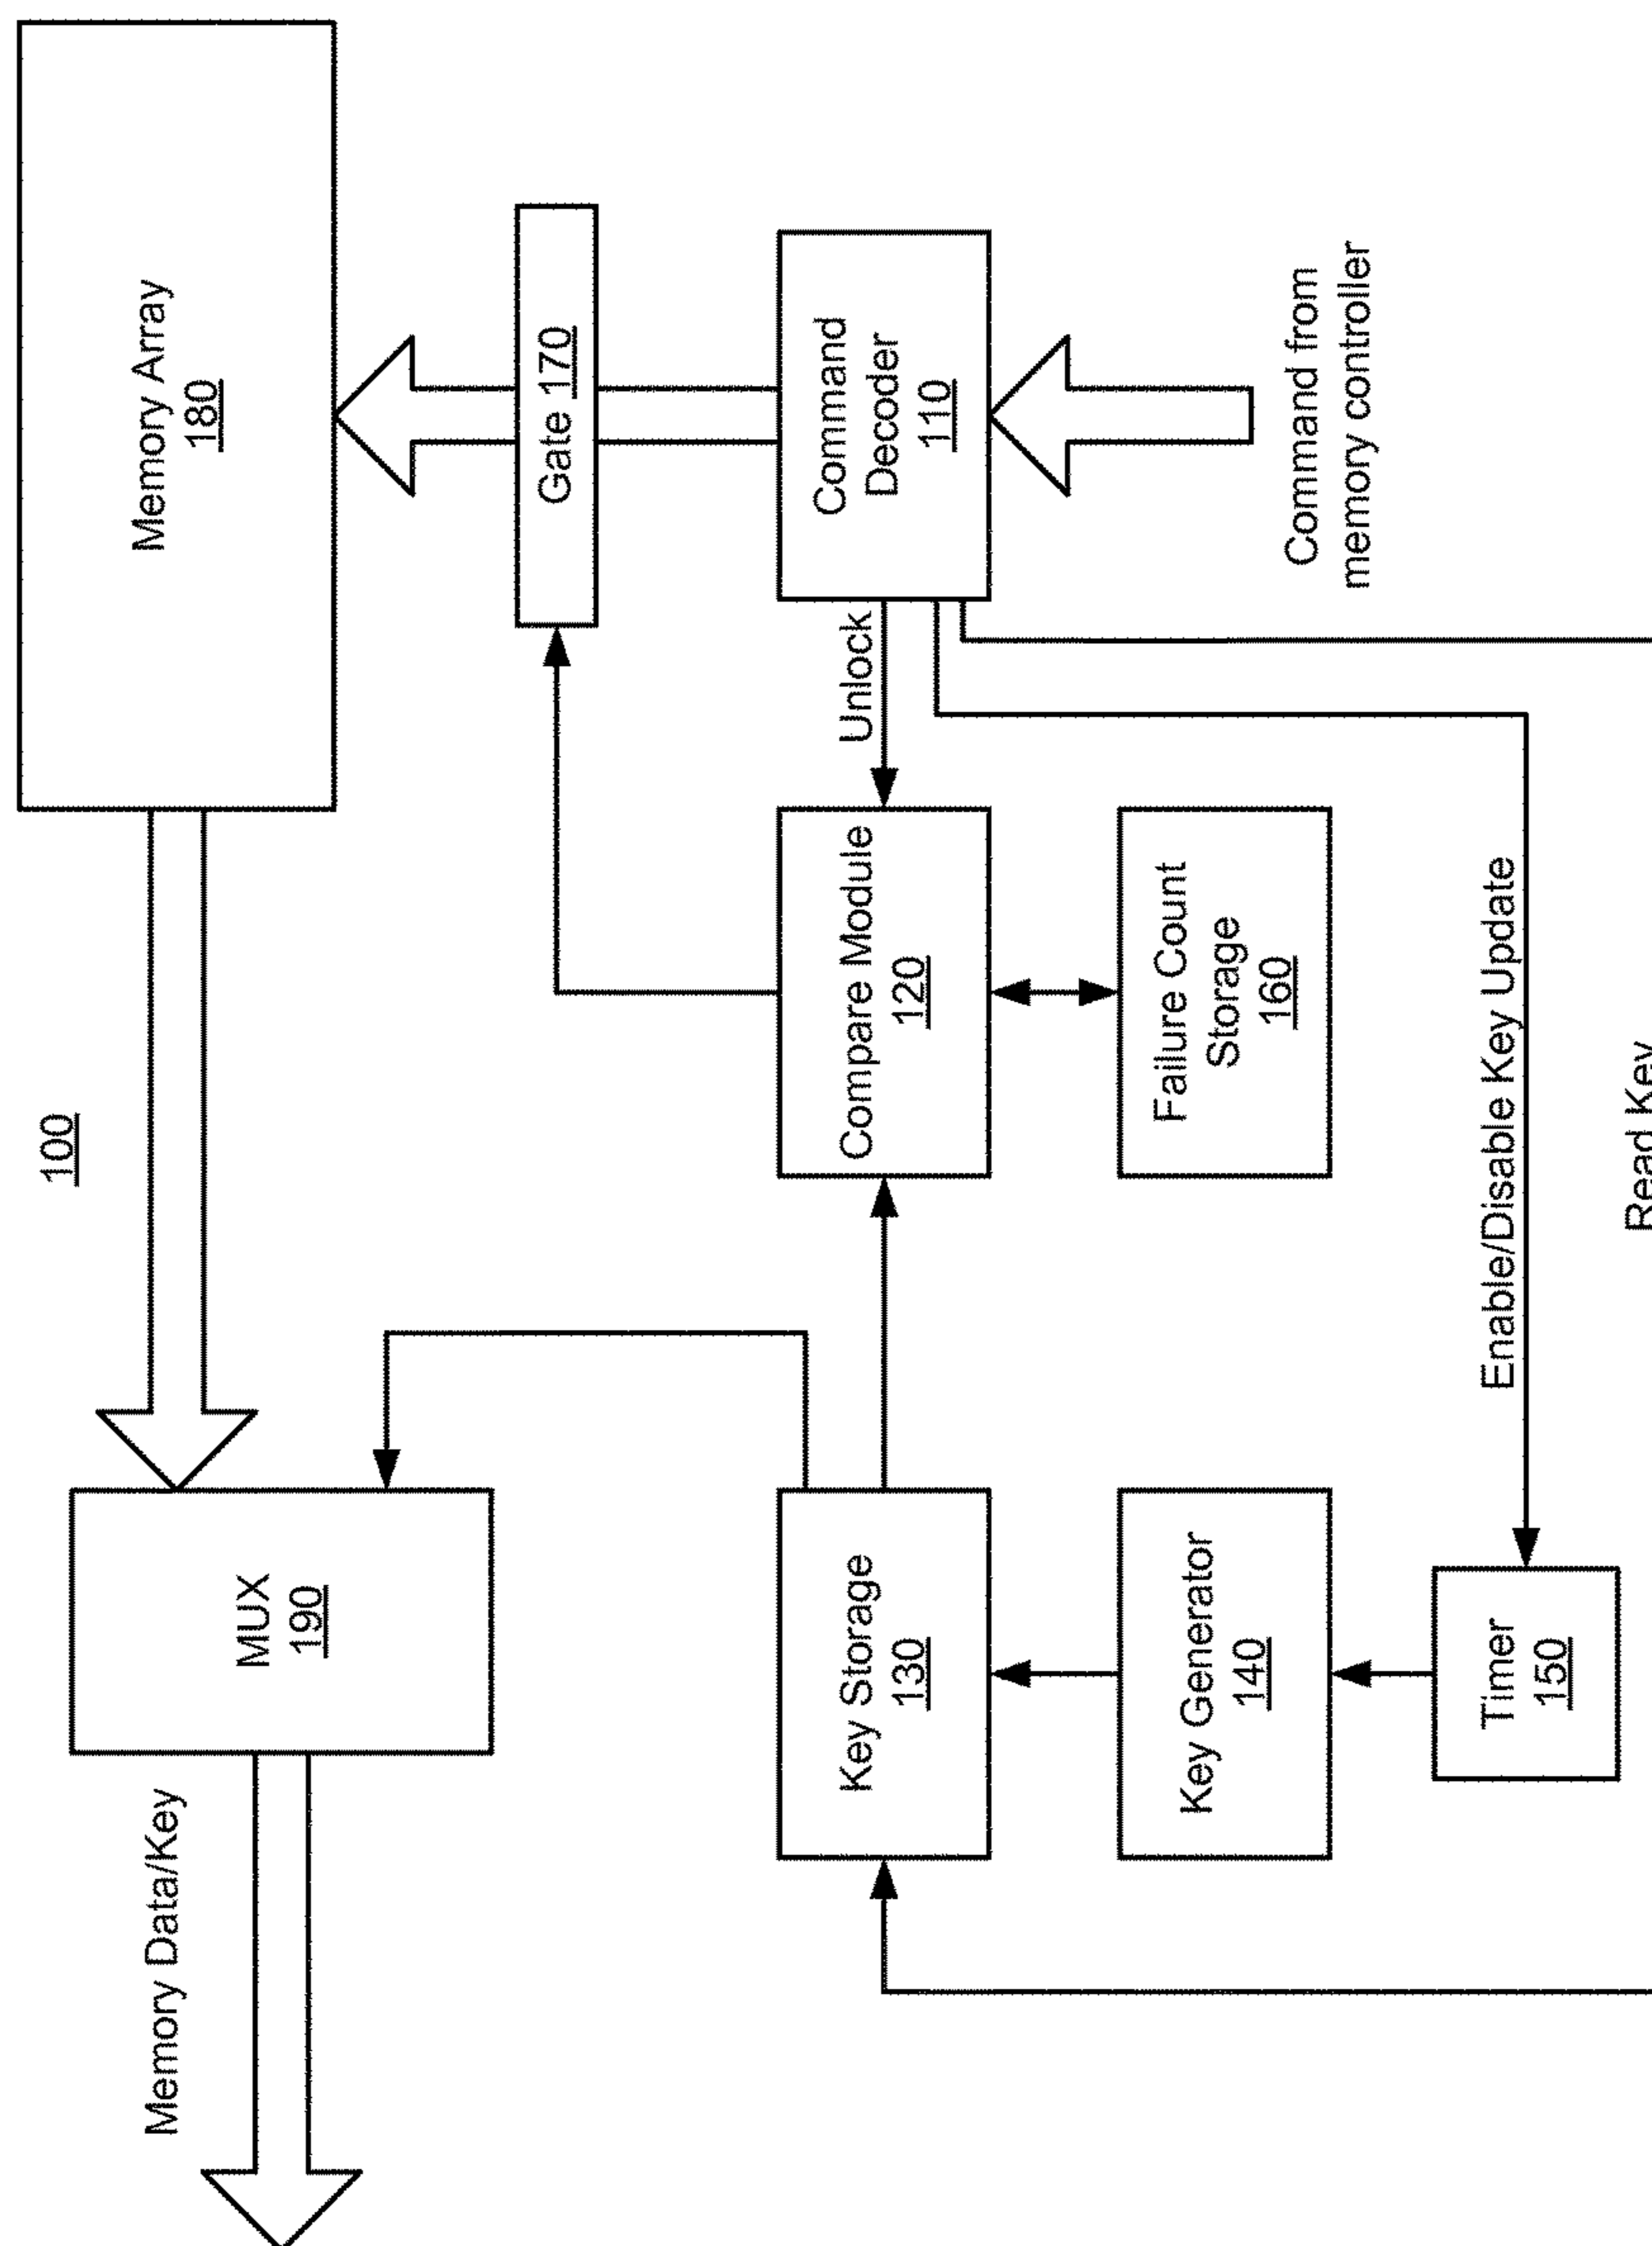 100
Memory Data/Key
MUX
190
Memory Array
180
Gate 170
Key Storage
130
Compare Module
120
Unlock
Command
Decoder
110
Key Generator
140
Failure Count
Storage
160
Command from
memory controller
Timer
150
Enable/Disable Key Update
Read Key